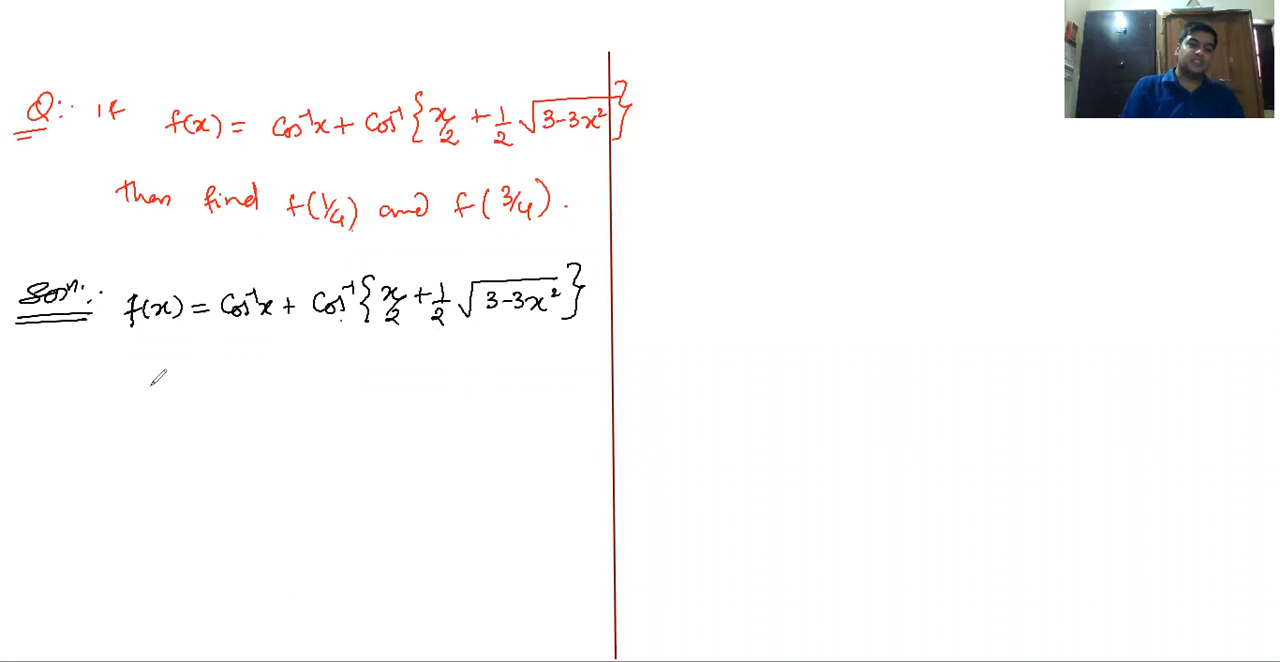 Q:- If f(x) = Cos⁻¹x + Cos⁻¹{x/2 + 1/2 √(3-3x²)}
then find f(1/4) and f(3/4).
Soln:- f(x) = Cos⁻¹x + Cos⁻¹{x/2 + 1/2 √(3-3x²)}